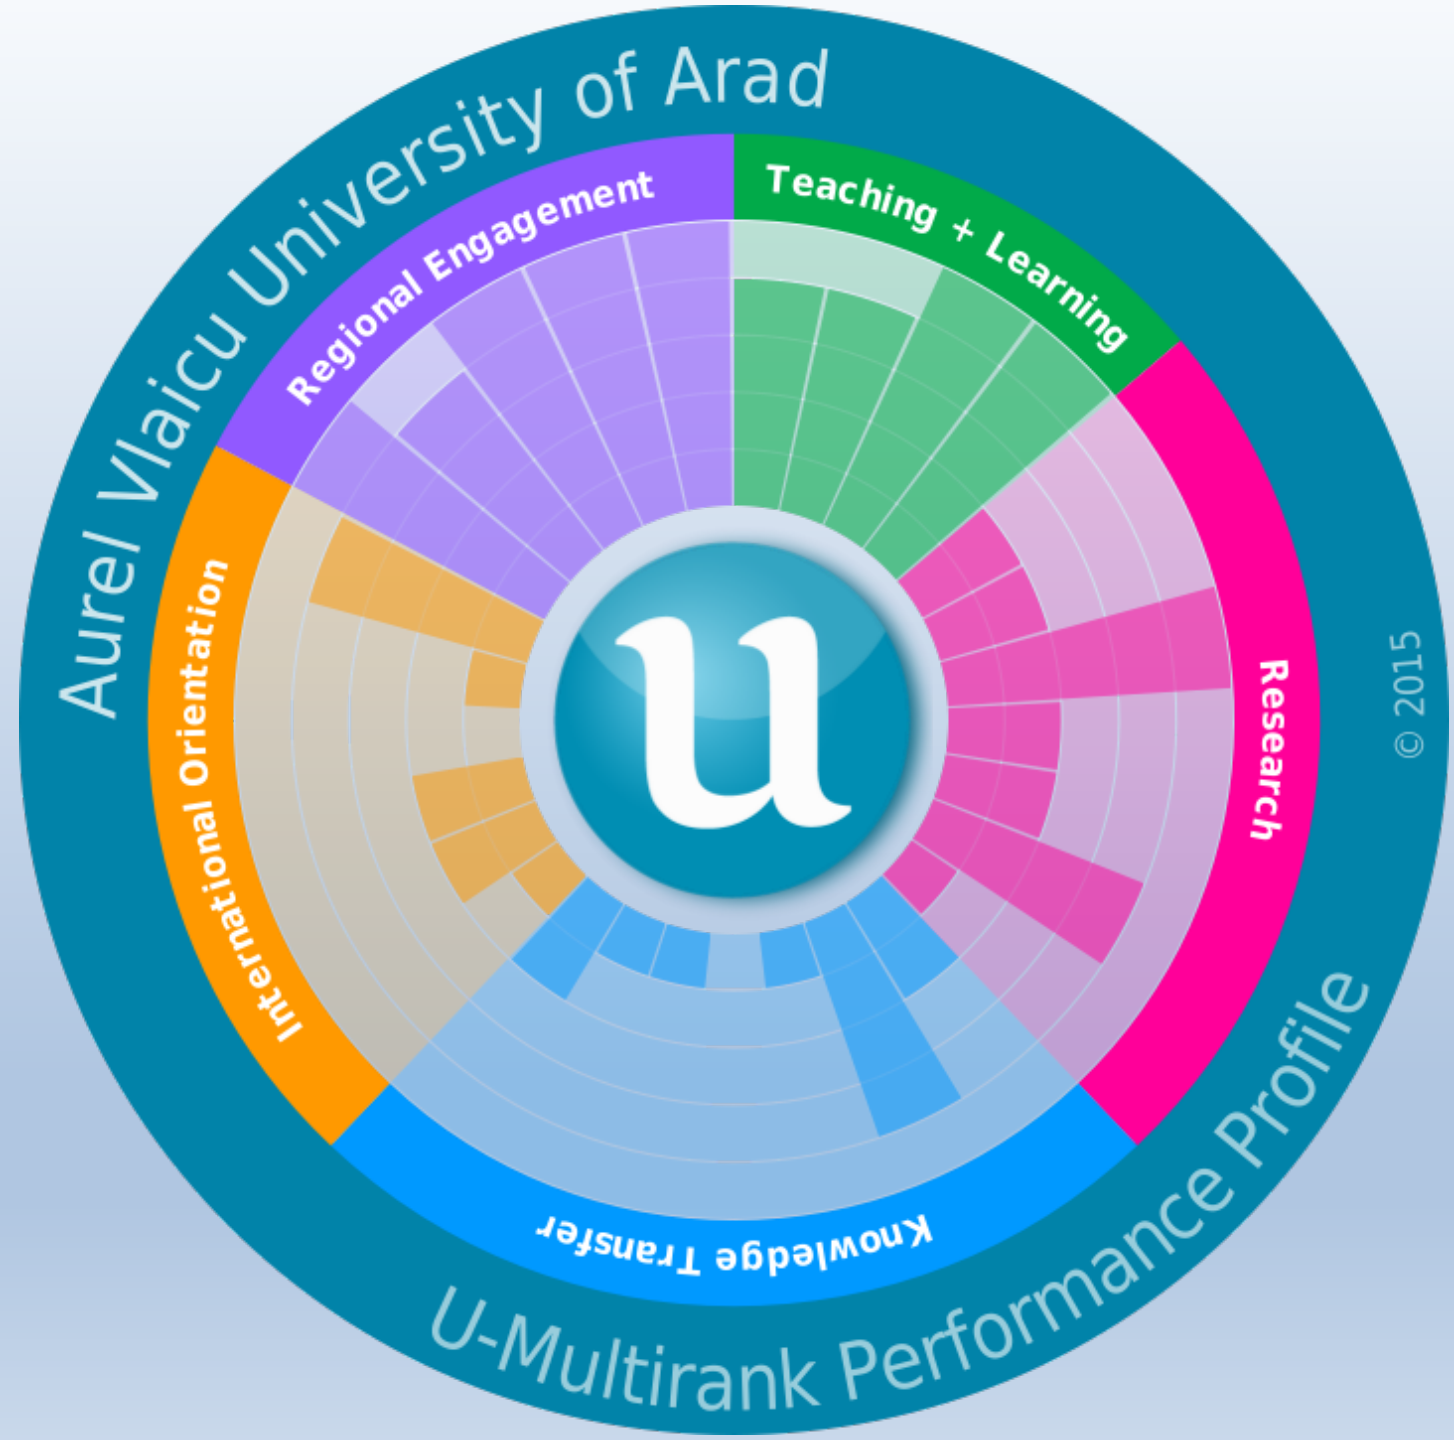 Aurel Vlaicu University of Arad
Regional Engagement
Teaching + Learning
Research
Knowledge Transfer
International Orientation
u
© 2015
U-Multirank Performance Profile